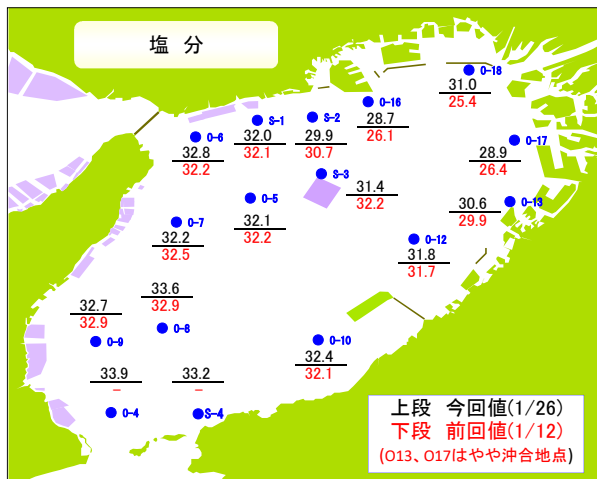 塩 分
O-18
31.0
25.4
O-16
28.7
26.1
S-1
32.0
32.1
S-2
29.9
30.7
O-6
32.8
32.2
O-17
28.9
26.4
S-3
31.4
32.2
O-5
32.1
32.2
O-13
30.6
29.9
O-7
32.2
32.5
O-12
31.8
31.7
33.6
32.9
O-8
32.7
32.9
O-9
O-10
32.4
32.1
33.9
–
O-4
33.2
–
S-4
上段 今回値(1/26)
下段 前回値(1/12)
(O13、O17はやや沖合地点)